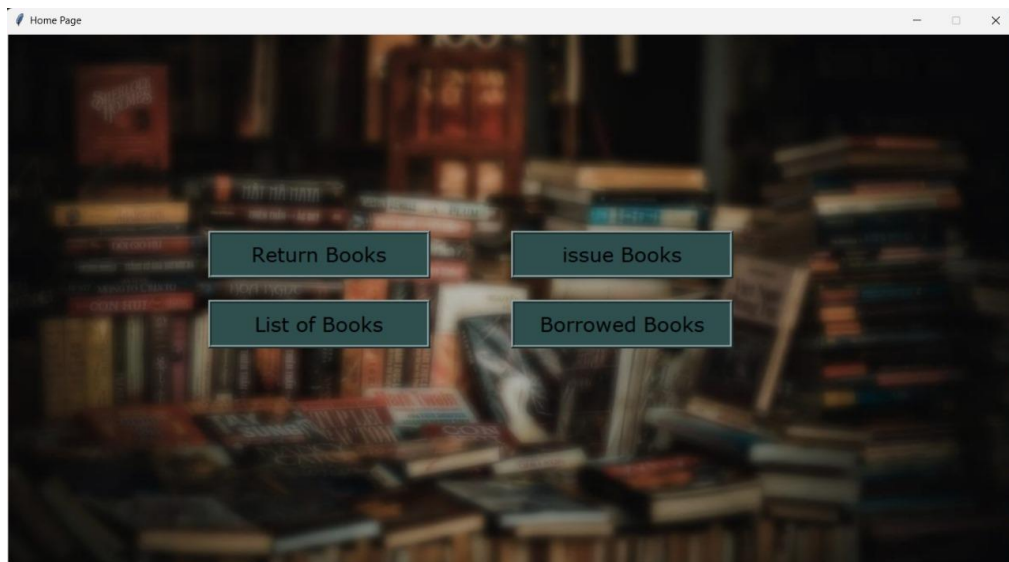 Home Page
Return Books
issue Books
List of Books
Borrowed Books